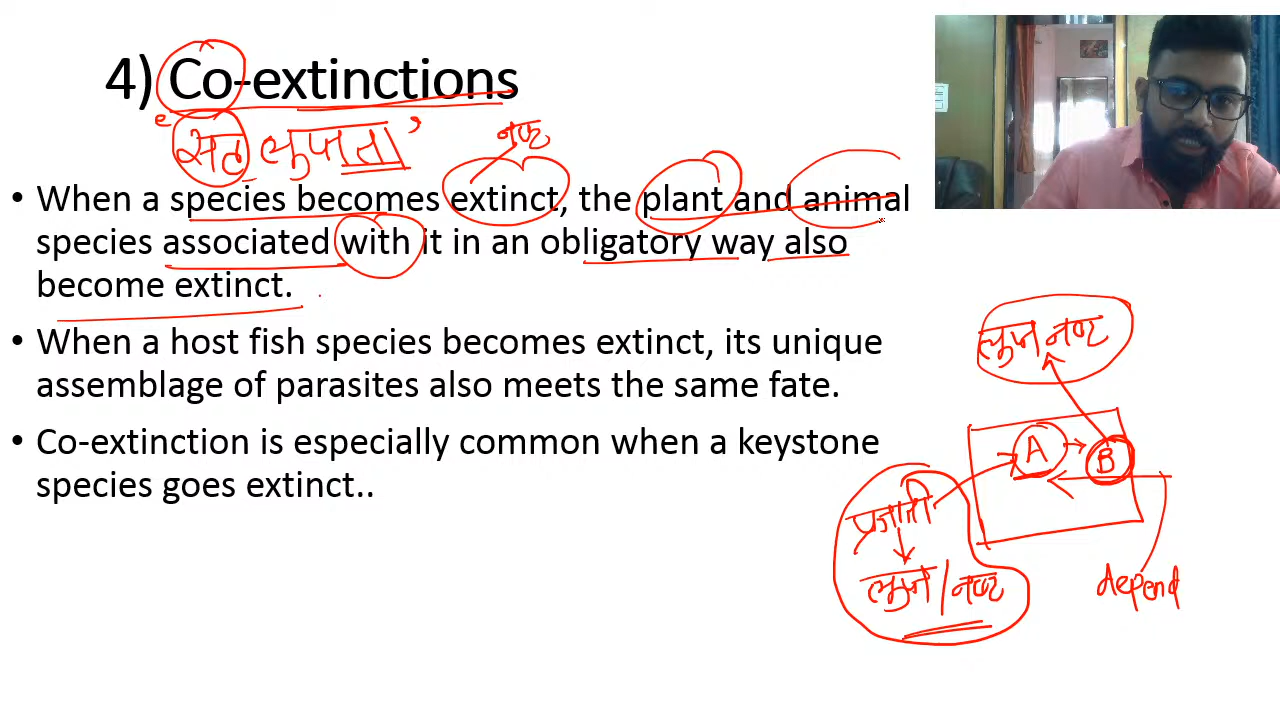 4) Co-extinctions
'सह लुप्तता'
नष्ट
• When a species becomes extinct, the plant and animal
species associated with it in an obligatory way also
become extinct.
• When a host fish species becomes extinct, its unique
assemblage of parasites also meets the same fate.
• Co-extinction is especially common when a keystone
species goes extinct..
लुप्त नष्ट
A
B
प्रजाती
लुप्त/नष्ट
depend